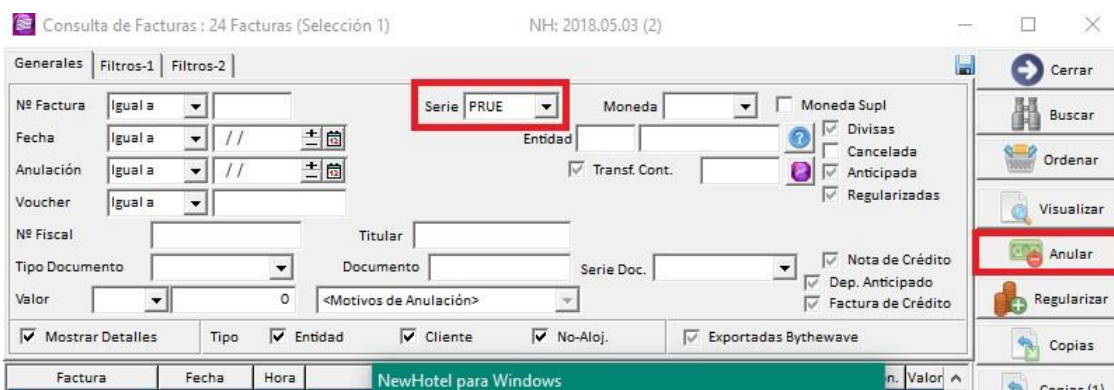 Consulta de Facturas : 24 Facturas (Selección 1) NH: 2018.05.03 (2)
Generales Filtros-1 Filtros-2 Cerrar
Nº Factura Igual a Serie PRUE Moneda Moneda Supl Buscar
Fecha Igual a / / Entidad Divisas
Cancelada Ordenar
Anulación Igual a / / Transf. Cont. Anticipada
Voucher Igual a Regularizadas Visualizar
Nº Fiscal Titular
Tipo Documento Documento Serie Doc. Nota de Crédito Anular
Dep. Anticipado
Valor 0 <Motivos de Anulación> Factura de Crédito Regularizar
Mostrar Detalles Tipo Entidad Cliente No-Aloj. Exportadas Bythewave Copias
Factura Fecha Hora NewHotel para Windows on. Valor Copias (1)